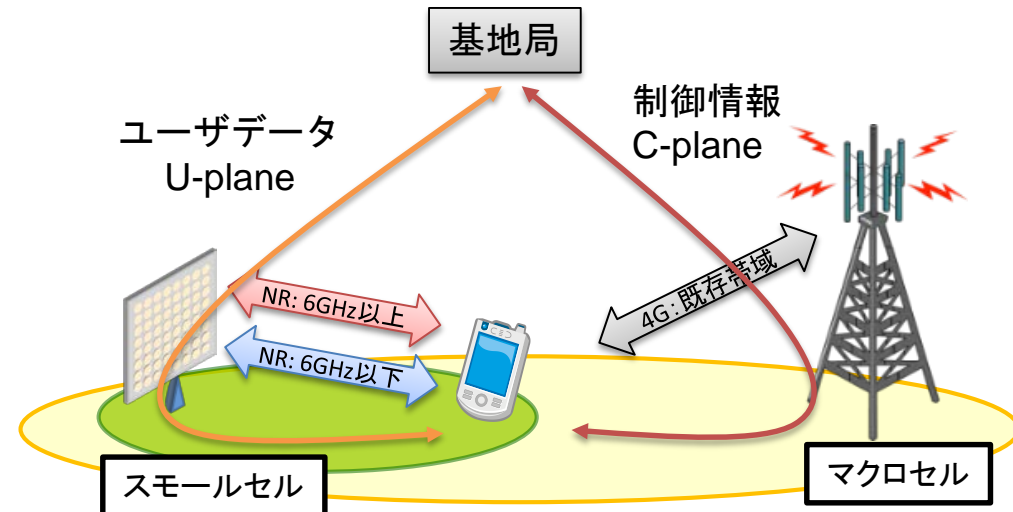 基地局
ユーザデータ
U-plane
制御情報
C-plane
NR: 6GHz以上
NR: 6GHz以下
4G：既存帯域
スモールセル
マクロセル